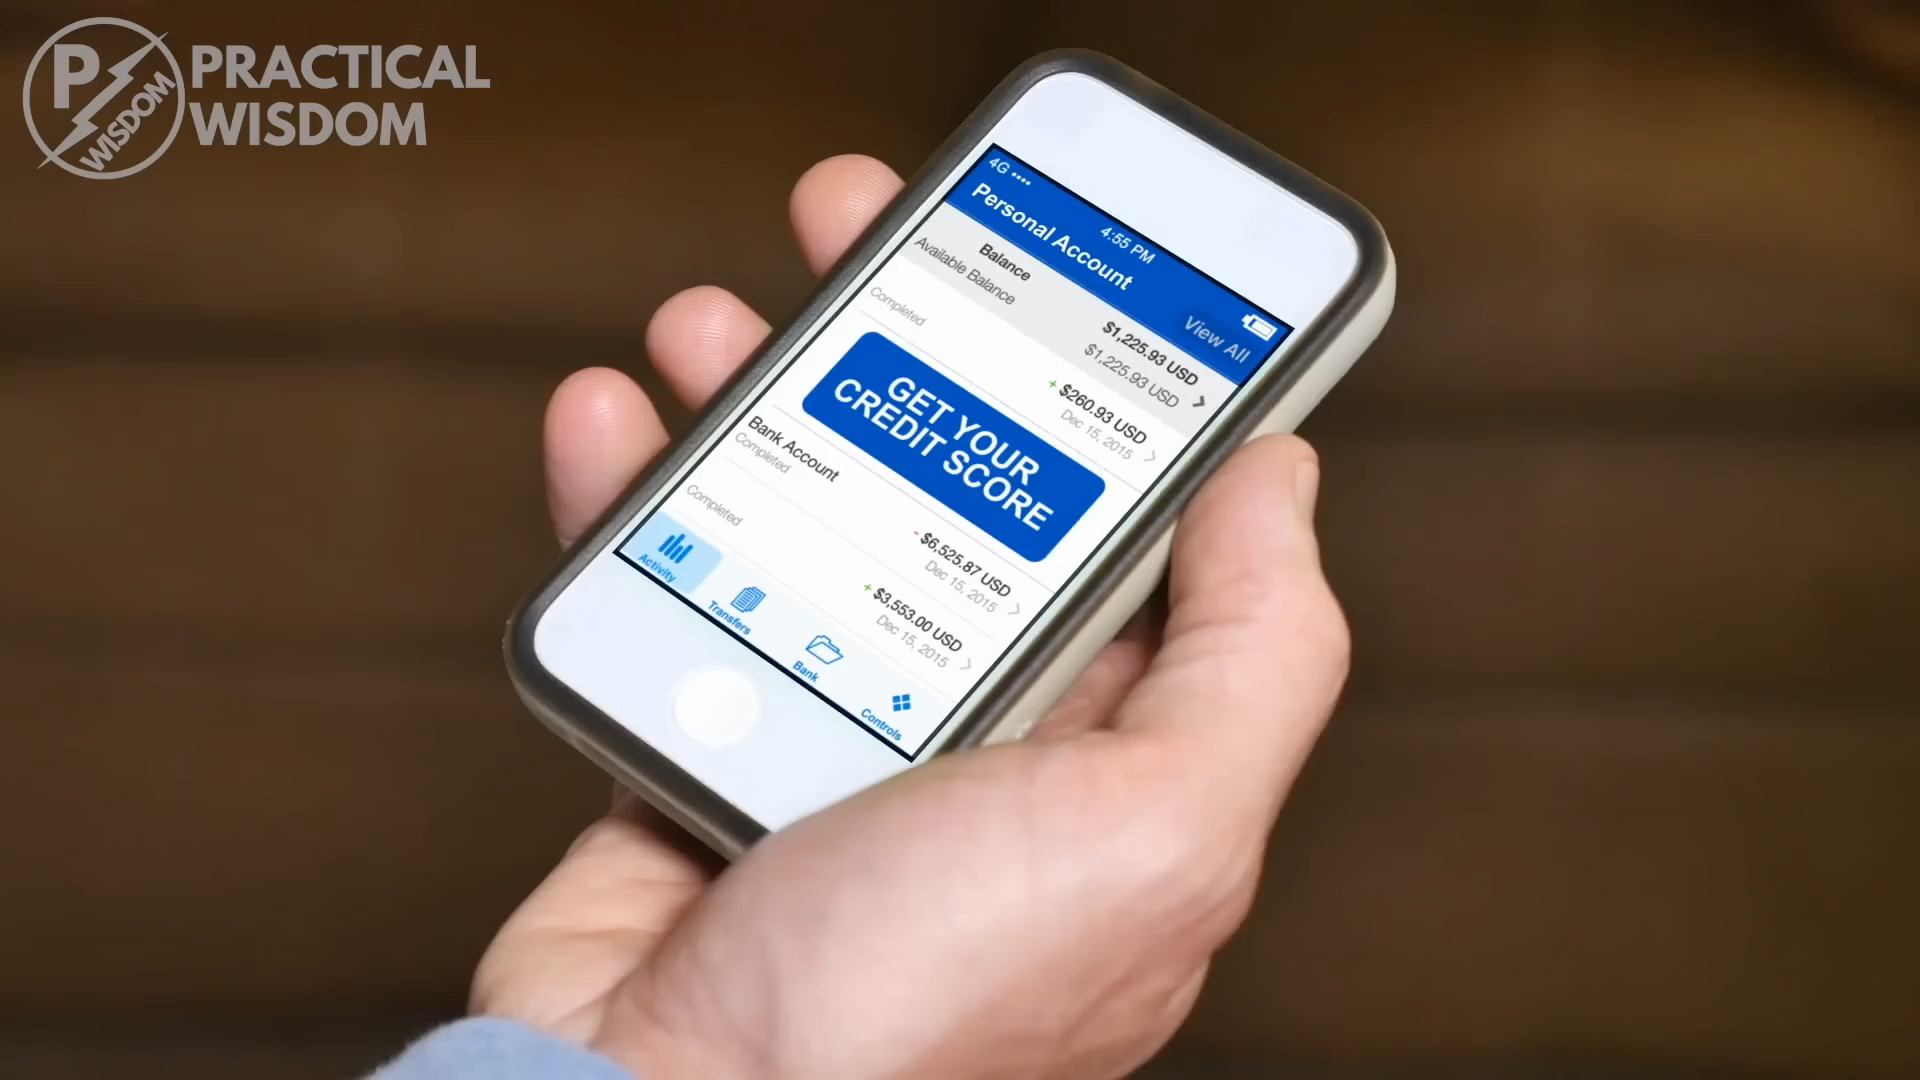 P
WISDOM
PRACTICAL
WISDOM
4G
4:55 PM
Personal Account
View All
Balance
$1,225.93 USD
Available Balance
$1,225.93 USD
Completed
+ $260.93 USD
Dec 15, 2015
GET YOUR
CREDIT SCORE
Bank Account
Completed
- $6,525.87 USD
Dec 15, 2015
Completed
+ $3,553.00 USD
Dec 15, 2015
Activity
Transfers
Bank
Controls